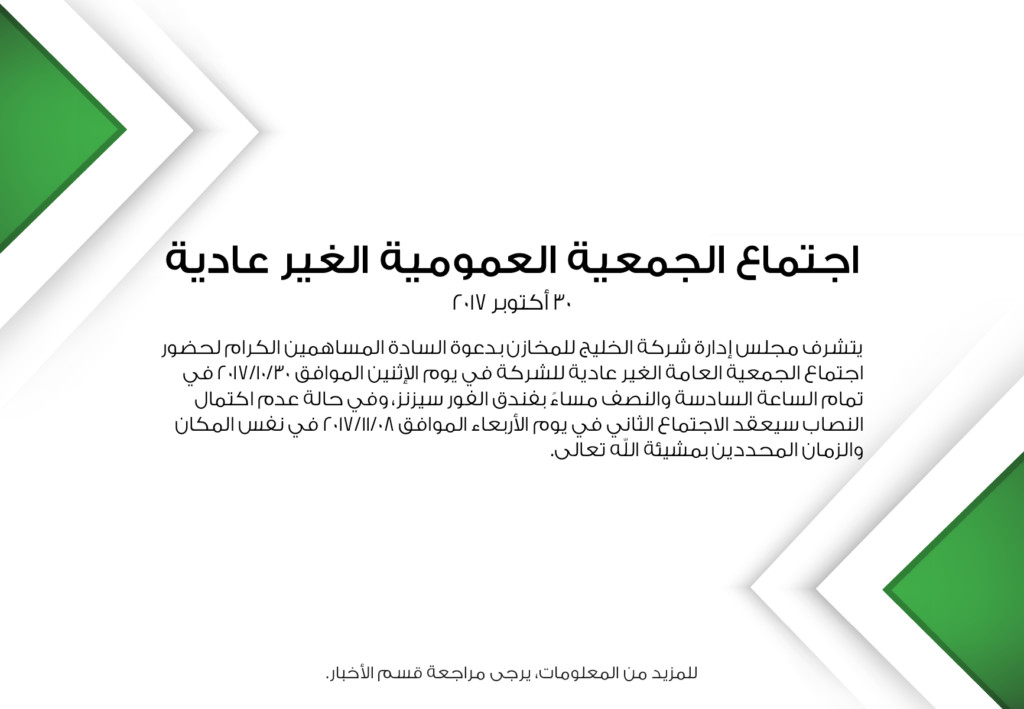 اجتماع الجمعية العمومية الغير عادية
٣٠ أكتوبر ٢٠١٧
يتشرف مجلس إدارة شركة الخليج للمخازن بدعوة السادة المساهمين الكرام لحضور
اجتماع الجمعية العامة الغير عادية للشركة في يوم الإثنين الموافق ٢٠١٧/١٠/٣٠ في
تمام الساعة السادسة والنصف مساءً بفندق الفور سيزنز، وفي حالة عدم اكتمال
النصاب سيعقد الاجتماع الثاني في يوم الأربعاء الموافق ٢٠١٧/١١/٠٨ في نفس المكان
والزمان المحددين بمشيئة الله تعالى.
للمزيد من المعلومات، يرجى مراجعة قسم الأخبار.